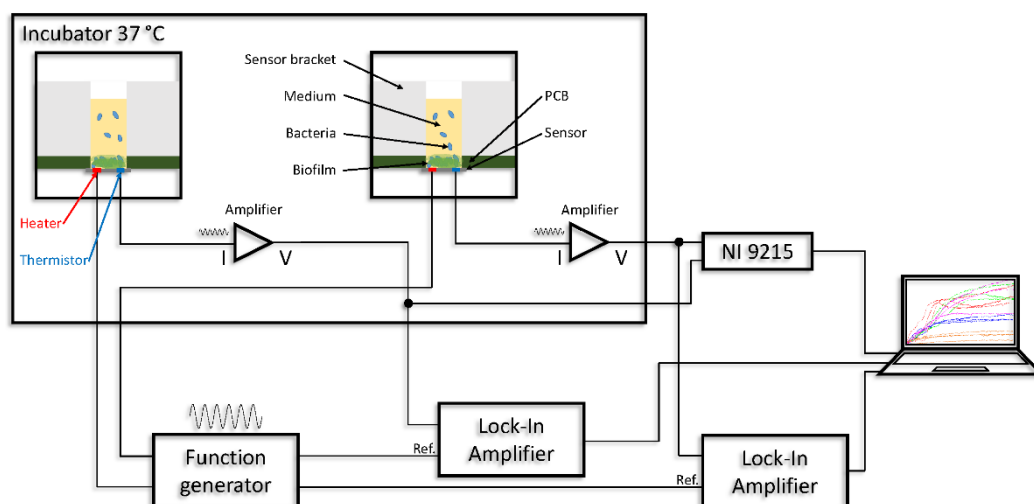 Incubator 37 °C
Sensor bracket
Medium
Bacteria
Biofilm
PCB
Sensor
Heater
Thermistor
Amplifier
I
V
Amplifier
I
V
NI 9215
Function
generator
Ref.
Lock-In
Amplifier
Ref.
Lock-In
Amplifier